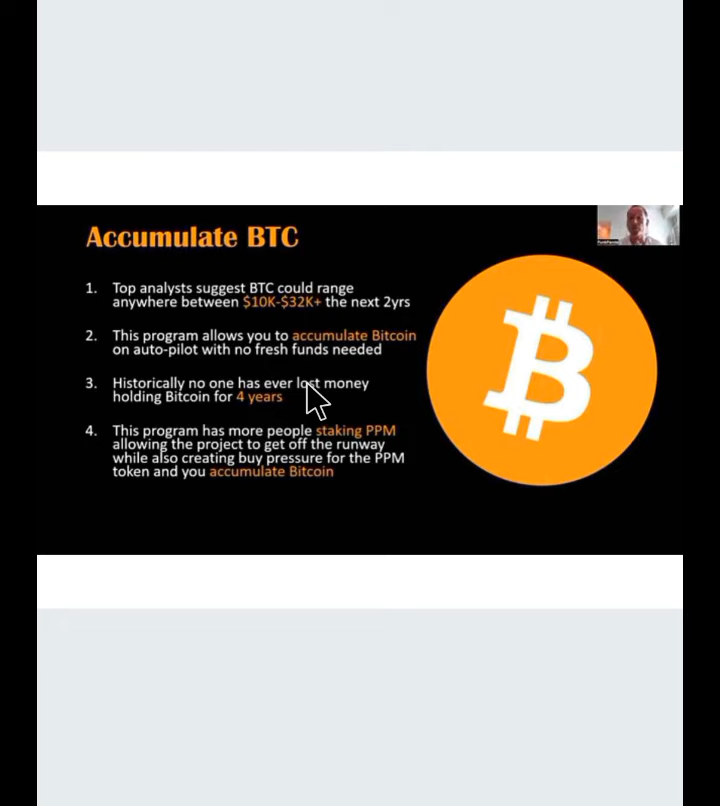 Accumulate BTC
1. Top analysts suggest BTC could range
anywhere between $10K-$32K+ the next 2yrs
2. This program allows you to accumulate Bitcoin
on auto-pilot with no fresh funds needed
3. Historically no one has ever lost money
holding Bitcoin for 4 years
4. This program has more people staking PPM
allowing the project to get off the runway
while also creating buy pressure for the PPM
token and you accumulate Bitcoin